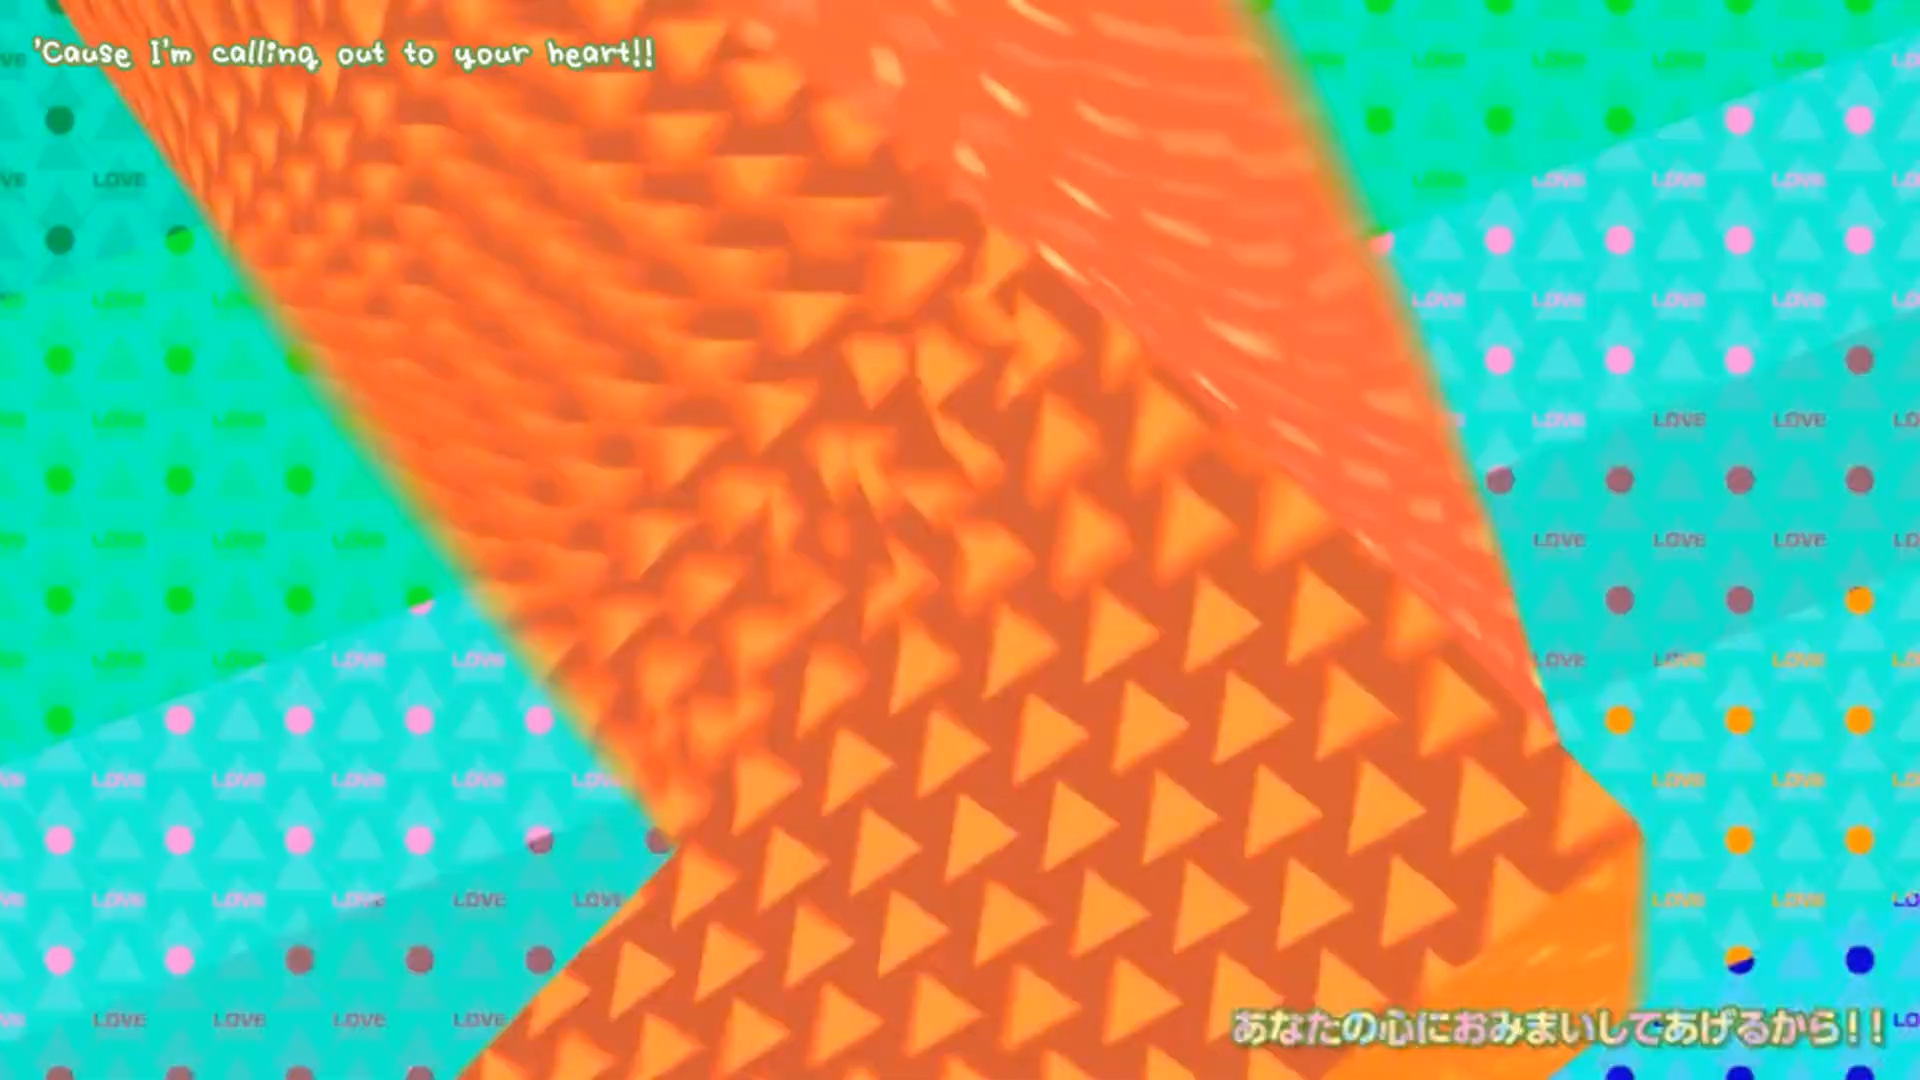 'Cause I'm calling out to your heart!!
LOVE
あなたの心におみまいしてあげるから!!